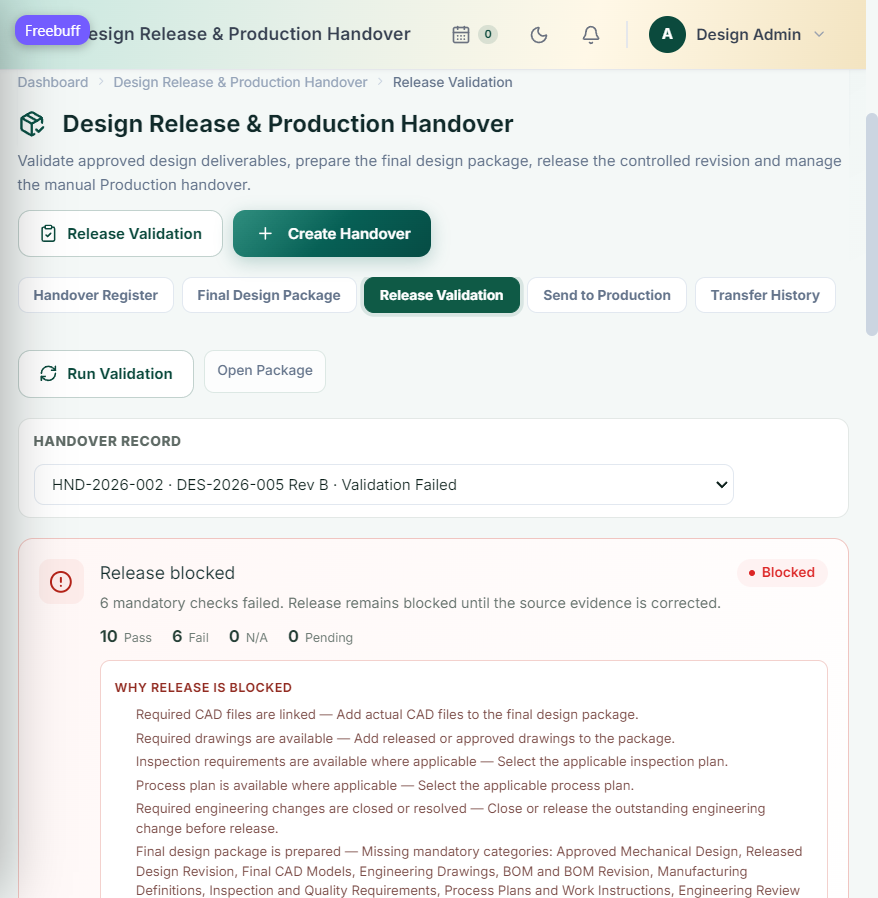 Freebuff
esign Release & Production Handover
0
A
Design Admin
Dashboard
Design Release & Production Handover
Release Validation
Design Release & Production Handover
Validate approved design deliverables, prepare the final design package, release the controlled revision and manage
the manual Production handover.
Release Validation
Create Handover
Handover Register
Final Design Package
Release Validation
Send to Production
Transfer History
Run Validation
Open Package
HANDOVER RECORD
HND-2026-002 · DES-2026-005 Rev B · Validation Failed
Release blocked
Blocked
6 mandatory checks failed. Release remains blocked until the source evidence is corrected.
10 Pass 6 Fail 0 N/A 0 Pending
WHY RELEASE IS BLOCKED
Required CAD files are linked — Add actual CAD files to the final design package.
Required drawings are available — Add released or approved drawings to the package.
Inspection requirements are available where applicable — Select the applicable inspection plan.
Process plan is available where applicable — Select the applicable process plan.
Required engineering changes are closed or resolved — Close or release the outstanding engineering
change before release.
Final design package is prepared — Missing mandatory categories: Approved Mechanical Design, Released
Design Revision, Final CAD Models, Engineering Drawings, BOM and BOM Revision, Manufacturing
Definitions, Inspection and Quality Requirements, Process Plans and Work Instructions, Engineering Review